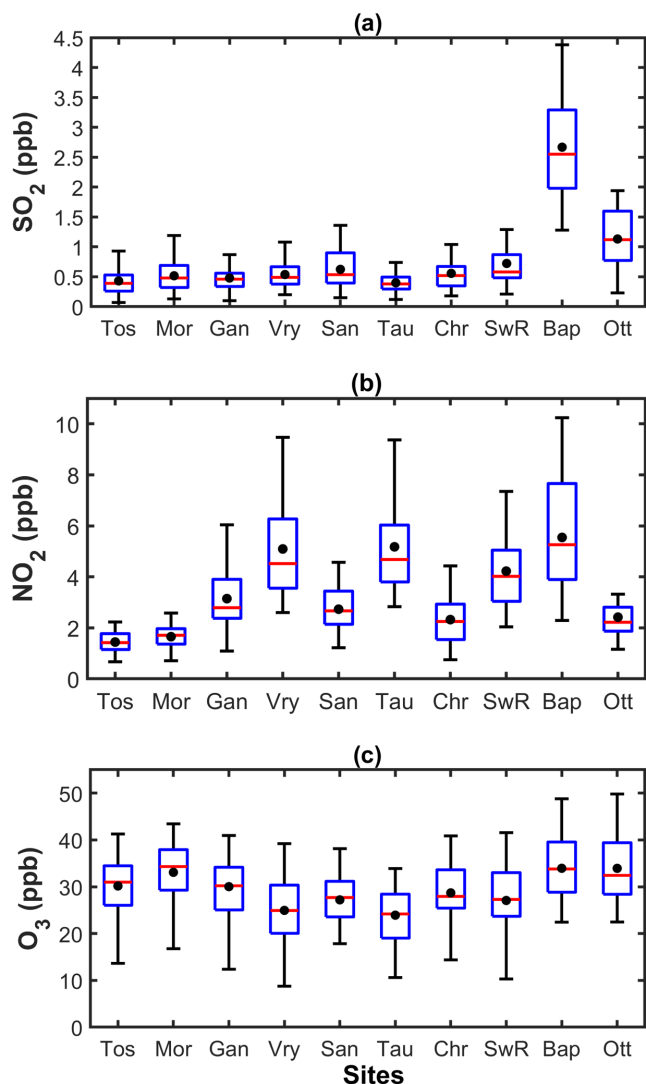 (a)
SO2 (ppb)
4.5
4
3.5
3
2.5
2
1.5
1
0.5
0
Tos Mor Gan Vry San Tau Chr SwR Bap Ott
(b)
NO2 (ppb)
10
8
6
4
2
0
Tos Mor Gan Vry San Tau Chr SwR Bap Ott
(c)
O3 (ppb)
50
40
30
20
10
0
Tos Mor Gan Vry San Tau Chr SwR Bap Ott
Sites